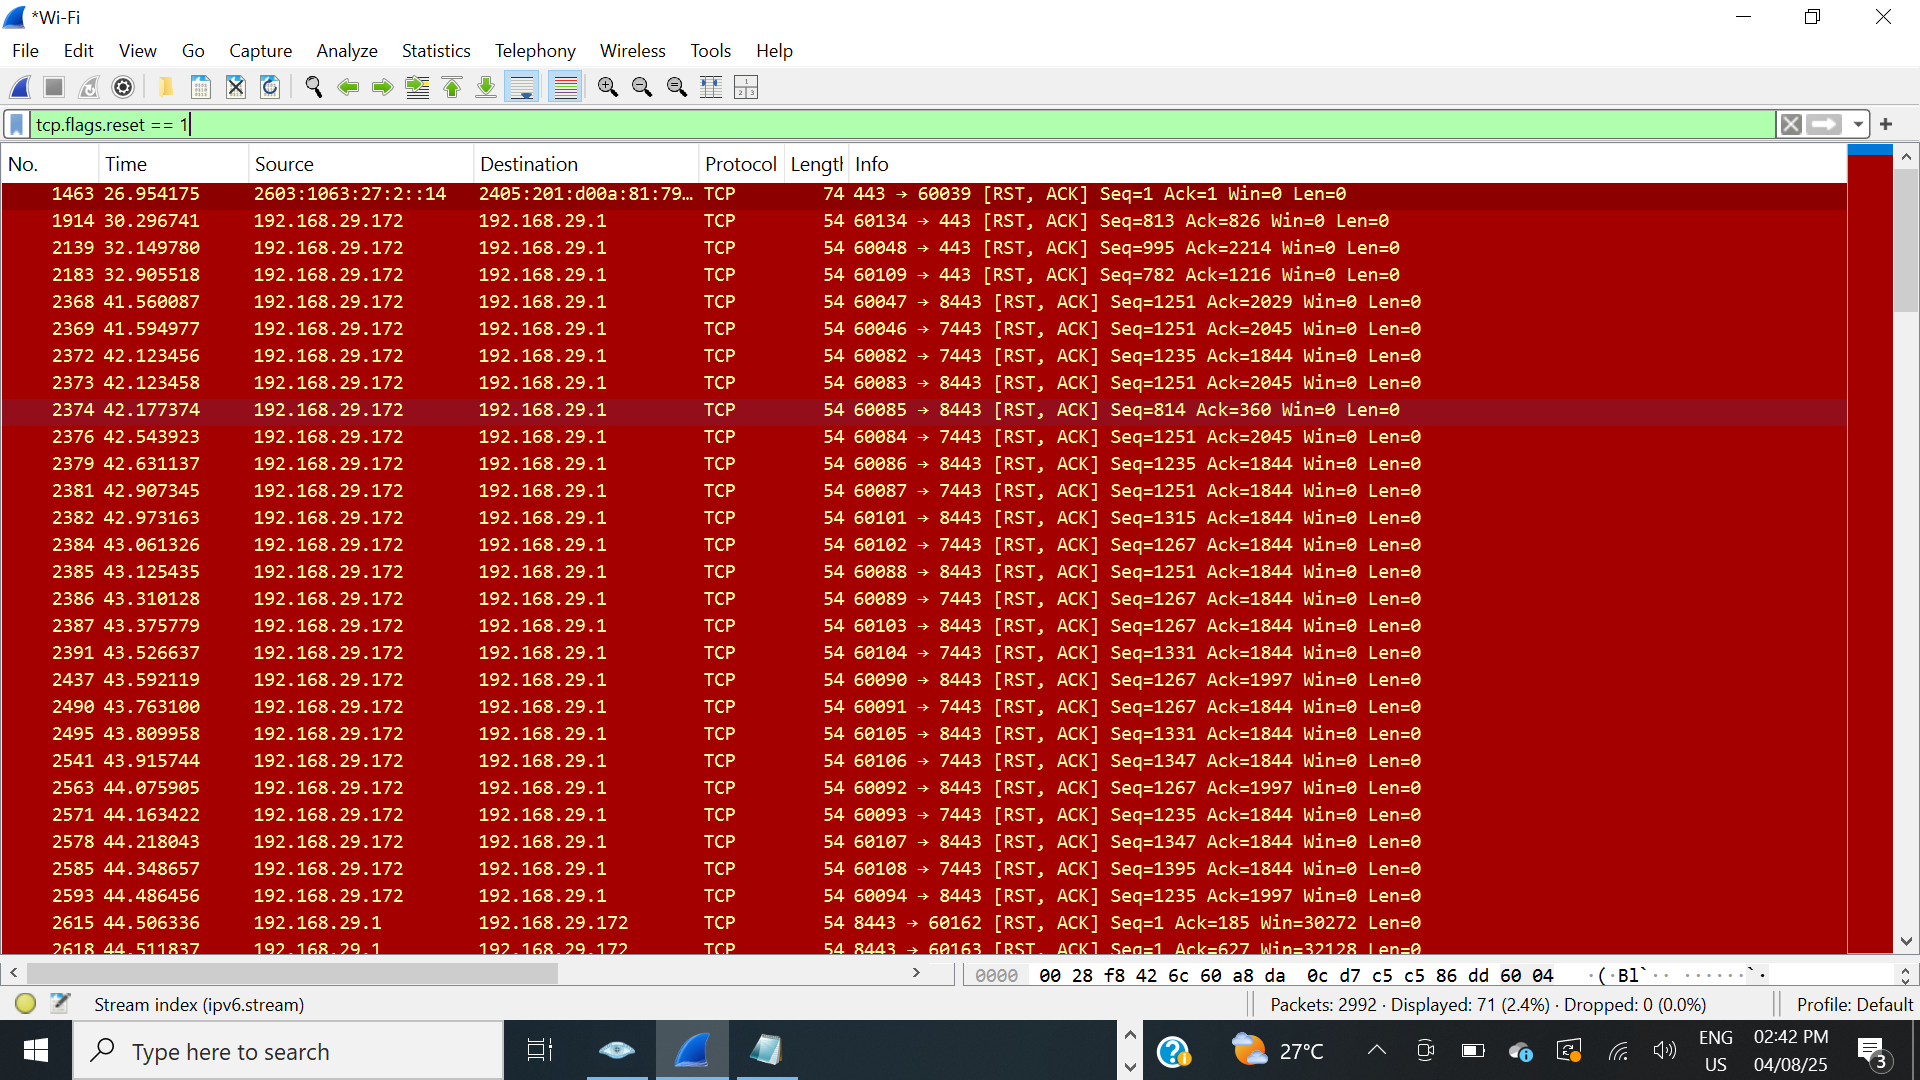 *Wi-Fi
File Edit View Go Capture Analyze Statistics Telephony Wireless Tools Help
tcp.flags.reset == 1
No. Time Source Destination Protocol Length Info
1463 26.954175 2603:1063:27:2::14 2405:201:d00a:81:79… TCP 74 443 → 60039 [RST, ACK] Seq=1 Ack=1 Win=0 Len=0
1914 30.296741 192.168.29.172 192.168.29.1 TCP 54 60134 → 443 [RST, ACK] Seq=813 Ack=826 Win=0 Len=0
2139 32.149780 192.168.29.172 192.168.29.1 TCP 54 60048 → 443 [RST, ACK] Seq=995 Ack=2214 Win=0 Len=0
2183 32.905518 192.168.29.172 192.168.29.1 TCP 54 60109 → 443 [RST, ACK] Seq=782 Ack=1216 Win=0 Len=0
2368 41.560087 192.168.29.172 192.168.29.1 TCP 54 60047 → 8443 [RST, ACK] Seq=1251 Ack=2029 Win=0 Len=0
2369 41.594977 192.168.29.172 192.168.29.1 TCP 54 60046 → 7443 [RST, ACK] Seq=1251 Ack=2045 Win=0 Len=0
2372 42.123456 192.168.29.172 192.168.29.1 TCP 54 60082 → 7443 [RST, ACK] Seq=1235 Ack=1844 Win=0 Len=0
2373 42.123458 192.168.29.172 192.168.29.1 TCP 54 60083 → 8443 [RST, ACK] Seq=1251 Ack=2045 Win=0 Len=0
2374 42.177374 192.168.29.172 192.168.29.1 TCP 54 60085 → 8443 [RST, ACK] Seq=814 Ack=360 Win=0 Len=0
2376 42.543923 192.168.29.172 192.168.29.1 TCP 54 60084 → 7443 [RST, ACK] Seq=1251 Ack=2045 Win=0 Len=0
2379 42.631137 192.168.29.172 192.168.29.1 TCP 54 60086 → 8443 [RST, ACK] Seq=1235 Ack=1844 Win=0 Len=0
2381 42.907345 192.168.29.172 192.168.29.1 TCP 54 60087 → 7443 [RST, ACK] Seq=1251 Ack=1844 Win=0 Len=0
2382 42.973163 192.168.29.172 192.168.29.1 TCP 54 60101 → 8443 [RST, ACK] Seq=1315 Ack=1844 Win=0 Len=0
2384 43.061326 192.168.29.172 192.168.29.1 TCP 54 60102 → 7443 [RST, ACK] Seq=1267 Ack=1844 Win=0 Len=0
2385 43.125435 192.168.29.172 192.168.29.1 TCP 54 60088 → 8443 [RST, ACK] Seq=1251 Ack=1844 Win=0 Len=0
2386 43.310128 192.168.29.172 192.168.29.1 TCP 54 60089 → 7443 [RST, ACK] Seq=1267 Ack=1844 Win=0 Len=0
2387 43.375779 192.168.29.172 192.168.29.1 TCP 54 60103 → 8443 [RST, ACK] Seq=1267 Ack=1844 Win=0 Len=0
2391 43.526637 192.168.29.172 192.168.29.1 TCP 54 60104 → 7443 [RST, ACK] Seq=1331 Ack=1844 Win=0 Len=0
2437 43.592119 192.168.29.172 192.168.29.1 TCP 54 60090 → 8443 [RST, ACK] Seq=1267 Ack=1997 Win=0 Len=0
2490 43.763100 192.168.29.172 192.168.29.1 TCP 54 60091 → 7443 [RST, ACK] Seq=1267 Ack=1844 Win=0 Len=0
2495 43.809958 192.168.29.172 192.168.29.1 TCP 54 60105 → 8443 [RST, ACK] Seq=1331 Ack=1844 Win=0 Len=0
2541 43.915744 192.168.29.172 192.168.29.1 TCP 54 60106 → 7443 [RST, ACK] Seq=1347 Ack=1844 Win=0 Len=0
2563 44.075905 192.168.29.172 192.168.29.1 TCP 54 60092 → 8443 [RST, ACK] Seq=1267 Ack=1997 Win=0 Len=0
2571 44.163422 192.168.29.172 192.168.29.1 TCP 54 60093 → 7443 [RST, ACK] Seq=1235 Ack=1844 Win=0 Len=0
2578 44.218043 192.168.29.172 192.168.29.1 TCP 54 60107 → 8443 [RST, ACK] Seq=1347 Ack=1844 Win=0 Len=0
2585 44.348657 192.168.29.172 192.168.29.1 TCP 54 60108 → 7443 [RST, ACK] Seq=1395 Ack=1844 Win=0 Len=0
2593 44.486456 192.168.29.172 192.168.29.1 TCP 54 60094 → 8443 [RST, ACK] Seq=1235 Ack=1997 Win=0 Len=0
2615 44.506336 192.168.29.1 192.168.29.172 TCP 54 8443 → 60162 [RST, ACK] Seq=1 Ack=185 Win=30272 Len=0
2618 44.511837 192.168.29.1 192.168.29.172 TCP 54 8443 → 60163 [RST, ACK] Seq=1 Ack=627 Win=32128 Len=0
0000 00 28 f8 42 6c 60 a8 da 0c d7 c5 c5 86 dd 60 04 ·(·Bl`·· ······`·
Stream index (ipv6.stream) Packets: 2992 · Displayed: 71 (2.4%) · Dropped: 0 (0.0%) Profile: Default
Type here to search 27°C ENG US 02:42 PM 04/08/25 3